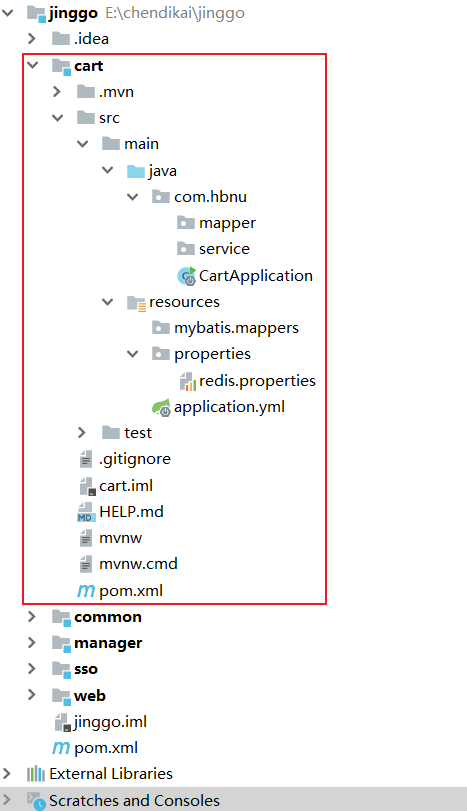 jinggo E:\chendikai\jinggo
.idea
cart
.mvn
src
main
java
com.hbnu
mapper
service
CartApplication
resources
mybatis.mappers
properties
redis.properties
application.yml
test
.gitignore
cart.iml
HELP.md
mvnw
mvnw.cmd
pom.xml
common
manager
sso
web
jinggo.iml
pom.xml
External Libraries
Scratches and Consoles